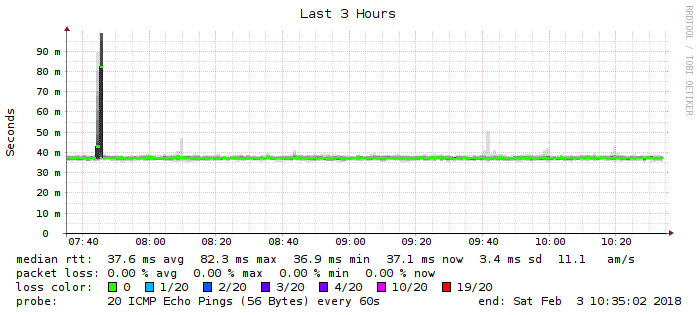 Last 3 Hours
RRDTOOL / TOBI OETIKER
Seconds
90 m
80 m
70 m
60 m
50 m
40 m
30 m
20 m
10 m
0
07:40 08:00 08:20 08:40 09:00 09:20 09:40 10:00 10:20
median rtt: 37.6 ms avg 82.3 ms max 36.9 ms min 37.1 ms now 3.4 ms sd 11.1 am/s
packet loss: 0.00 % avg 0.00 % max 0.00 % min 0.00 % now
loss color: 0 1/20 2/20 3/20 4/20 10/20 19/20
probe: 20 ICMP Echo Pings (56 Bytes) every 60s end: Sat Feb 3 10:35:02 2018